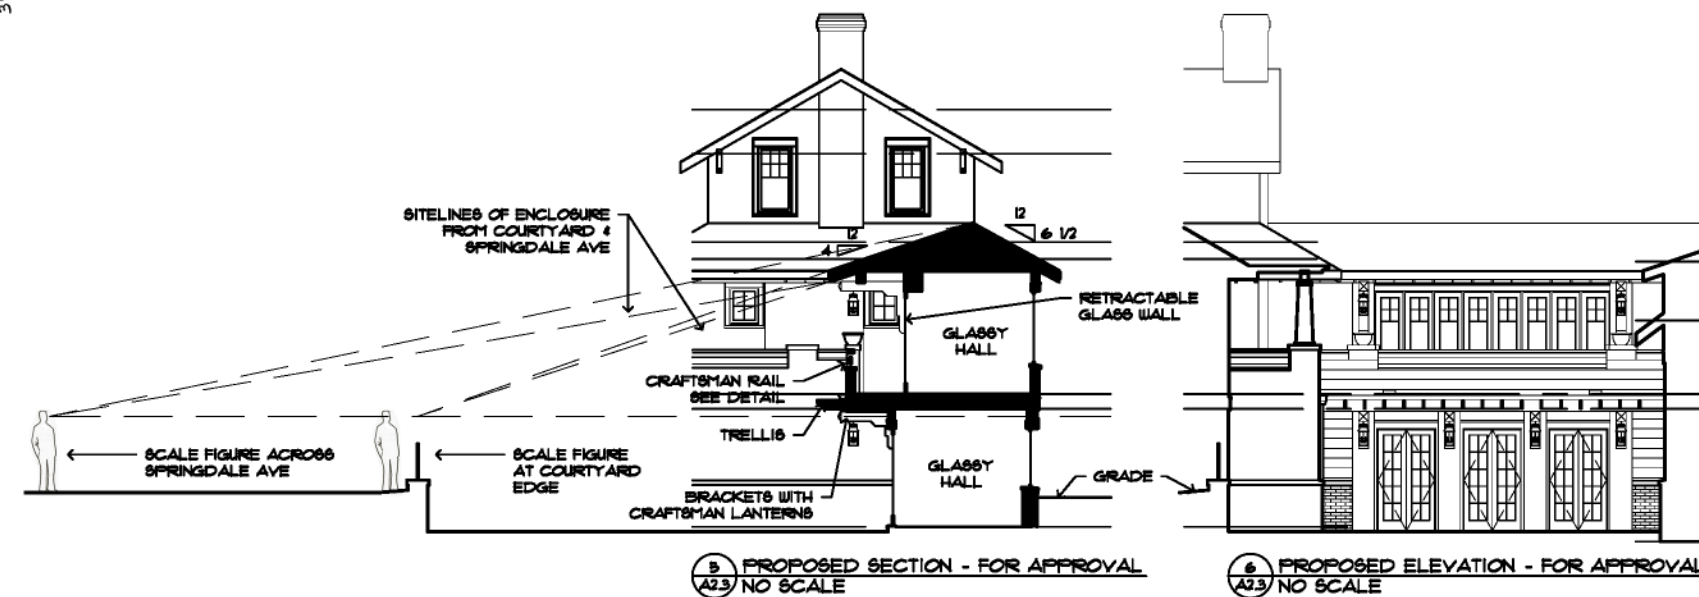 SITELINES OF ENCLOSURE
FROM COURTYARD &
SPRINGDALE AVE
12
4
12
6 1/2
RETRACTABLE
GLASS WALL
GLASSY
HALL
CRAFTSMAN RAIL
SEE DETAIL
TRELLIS
SCALE FIGURE ACROSS
SPRINGDALE AVE
SCALE FIGURE
AT COURTYARD
EDGE
GLASSY
HALL
GRADE
BRACKETS WITH
CRAFTSMAN LANTERNS
PROPOSED SECTION - FOR APPROVAL
A2.3 NO SCALE
6 PROPOSED ELEVATION - FOR APPROVAL
A2.3 NO SCALE